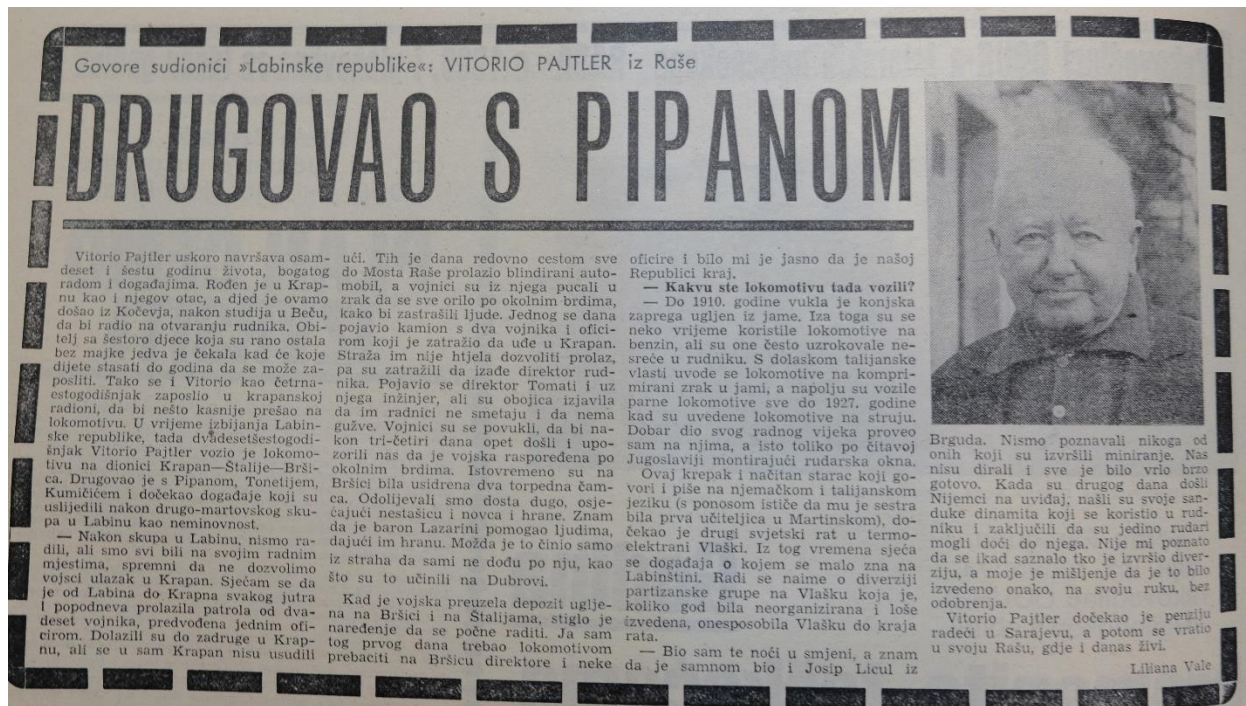 Govore sudionici »Labinske republike«: VITORIO PAJTLER iz Raše
DRUGOVAO S PIPANOM
Vitorio Pajtler uskoro navršava osam-
deset i šestu godinu života, bogatog
radom i događajima. Rođen je u Krap-
nu kao i njegov otac, a djed je ovamo
došao iz Kočevja, nakon studija u Beču,
da bi radio na otvaranju rudnika. Obi-
telj sa šestoro djece koja su rano ostala
bez majke jedva je čekala kad će koje
dijete stasati do godina da se može za-
posliti. Tako se i Vitorio kao četrna-
estogodišnjak zaposlio u krapanskoj
radioni, da bi nešto kasnije prešao na
lokomotivu. U vrijeme izbijanja Labin-
ske republike, tada dvadesetšestogodi-
šnjak Vitorio Pajtler vozio je lokomo-
tivu na dionici Krapan—Štalije—Brši-
ca. Drugovao je s Pipanom, Tonetijem,
Kumičićem i dočekao događaje koji su
uslijedili nakon drugo-martovskog sku-
pa u Labinu kao neminovnost.
— Nakon skupa u Labinu, nismo ra-
dili, ali smo svi bili na svojim radnim
mjestima, spremni da ne dozvolimo
vojsci ulazak u Krapan. Sjećam se da
je od Labina do Krapna svakog jutra
i popodneva prolazila patrola od dva-
deset vojnika, predvođena jednim ofi-
cirom. Dolazili su do zadruge u Krap-
nu, ali se u sam Krapan nisu usudili
ući. Tih je dana redovno cestom sve
do Mosta Raše prolazio blindirani auto-
mobil, a vojnici su iz njega pucali u
zrak da se sve orilo po okolnim brdima,
kako bi zastrašili ljude. Jednog se dana
pojavio kamion s dva vojnika i ofici-
rom koji je zatražio da uđe u Krapan.
Straža im nije htjela dozvoliti prolaz,
pa su zatražili da izađe direktor rud-
nika. Pojavio se direktor Tomati i uz
njega inžinjer, ali su obojica izjavila
da im radnici ne smetaju i da nema
gužve. Vojnici su se povukli, da bi na-
kon tri-četiri dana opet došli i upo-
zorili nas da je vojska raspoređena po
okolnim brdima. Istovremeno su na
Bršici bila usidrena dva torpedna čam-
ca. Odolijevali smo dosta dugo, osje-
ćajući nestašicu i novca i hrane. Znam
da je baron Lazarini pomogao ljudima,
dajući im hranu. Možda je to činio samo
iz straha da sami ne dođu po nju, kao
što su to učinili na Dubrovi.
Kad je vojska preuzela depozit uglje-
na na Bršici i na Štalijama, stiglo je
naređenje da se počne raditi. Ja sam
tog prvog dana trebao lokomotivom
prebaciti na Bršicu direktore i neke
oficire i bilo mi je jasno da je našoj
Republici kraj.
— Kakvu ste lokomotivu tada vozili?
— Do 1910. godine vukla je konjska
zaprega ugljen iz jame. Iza toga su se
neko vrijeme koristile lokomotive na
benzin, ali su one često uzrokovale ne-
sreće u rudniku. S dolaskom talijanske
vlasti uvode se lokomotive na kompri-
mirani zrak u jami, a napolju su vozile
parne lokomotive sve do 1927. godine
kad su uvedene lokomotive na struju.
Dobar dio svog radnog vijeka proveo
sam na njima, a isto toliko po čitavoj
Jugoslaviji montirajući rudarska okna.
Ovaj krepak i načitan starac koji go-
vori i piše na njemačkom i talijanskom
jeziku (s ponosom ističe da mu je sestra
bila prva učiteljica u Martinskom), do-
čekao je drugi svjetski rat u termo-
elektrani Vlaški. Iz tog vremena sjeća
se događaja o kojem se malo zna na
Labinštini. Radi se naime o diverziji
partizanske grupe na Vlašku koja je,
koliko god bila neorganizirana i loše
izvedena, onesposobila Vlašku do kraja
rata.
— Bio sam te noći u smjeni, a znam
da je samnom bio i Josip Licul iz
Brguda. Nismo poznavali nikoga od
onih koji su izvršili miniranje. Nas
nisu dirali i sve je bilo vrlo brzo
gotovo. Kada su drugog dana došli
Nijemci na uviđaj, našli su svoje san-
duke dinamita koji se koristio u rud-
niku i zaključili da su jedino rudari
mogli doći do njega. Nije mi poznato
da se ikad saznalo tko je izvršio diver-
ziju, a moje je mišljenje da je to bilo
izvedeno onako, na svoju ruku, bez
odobrenja.
Vitorio Pajtler dočekao je penziju
radeći u Sarajevu, a potom se vratio
u svoju Rašu, gdje i danas živi.
Liliana Vale